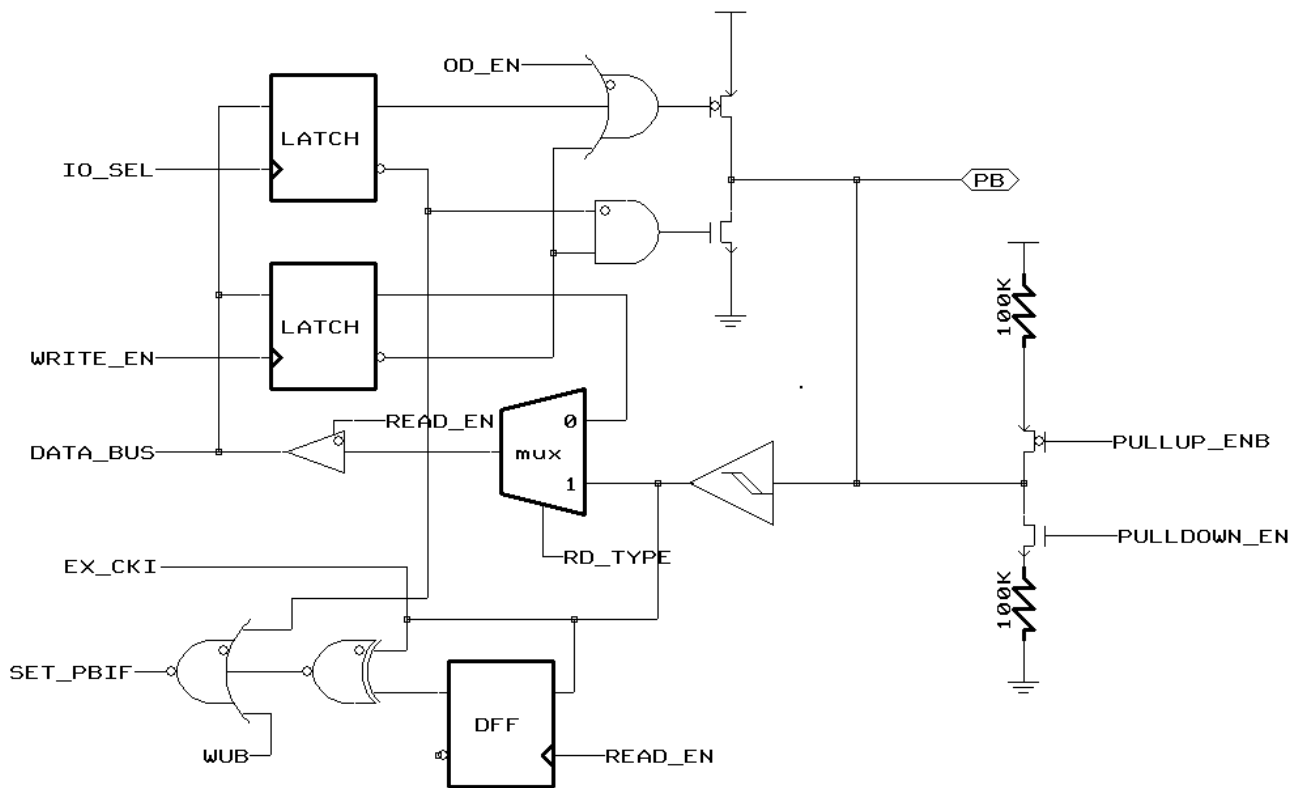 OD_EN
LATCH
IO_SEL
PB
100K
LATCH
WRITE_EN
READ_EN
0
DATA_BUS
mux
PULLUP_ENB
1
PULLDOWN_EN
RD_TYPE
EX_CKI
100K
SET_PBIF
DFF
WUB
READ_EN